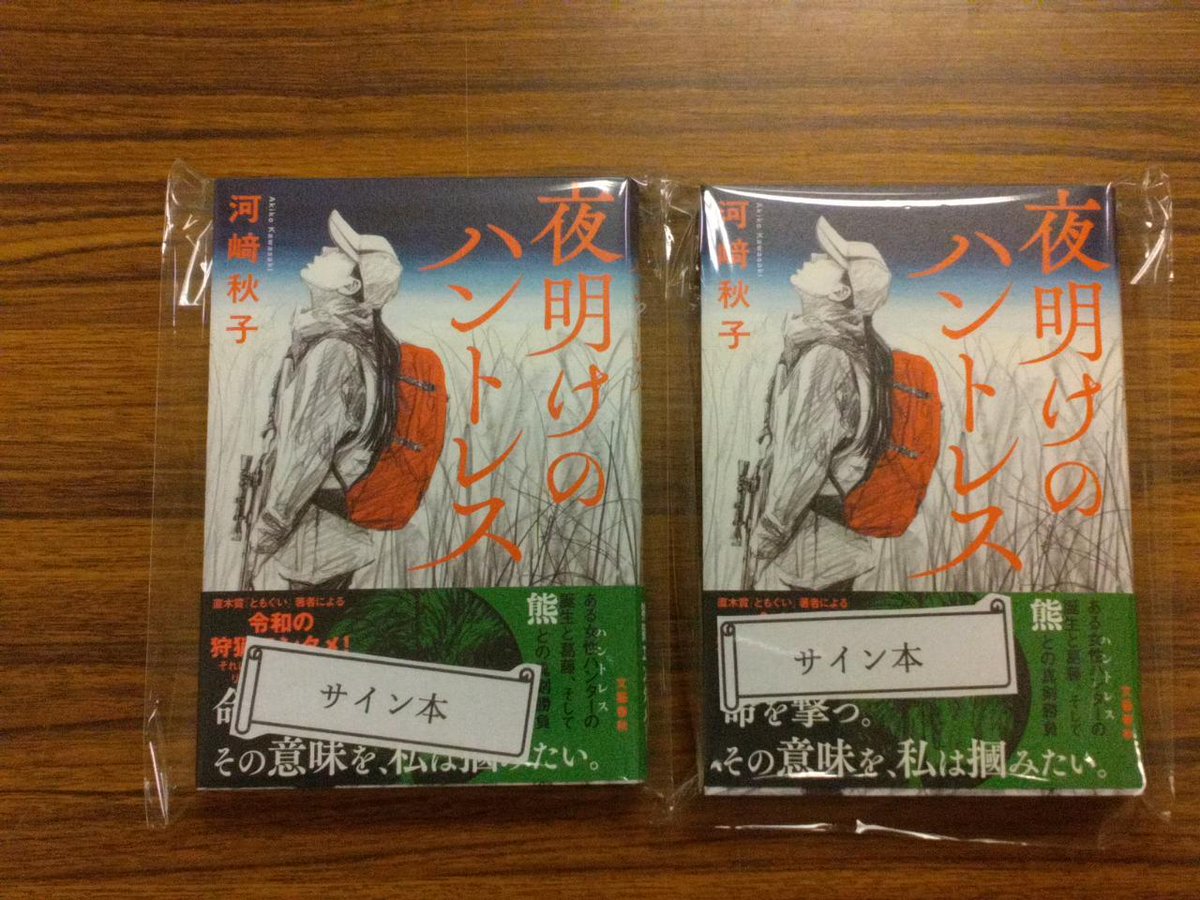 夜明けの
ハントレス
河﨑秋子
Akiko Kawasaki
直木賞「ともぐい」著者による
令和の
ある女性ハンターの
ハントレス
誕生と葛藤、そして
熊との真剣勝負
文藝春秋
サイン本
その意味を、私は掴みたい。
夜明けの
ハントレス
河﨑秋子
Akiko Kawasaki
直木賞「ともぐい」著者による
ある女性ハンターの
ハントレス
誕生と葛藤、そして
熊との真剣勝負
文藝春秋
サイン本
命を撃つ。
その意味を、私は掴みたい。